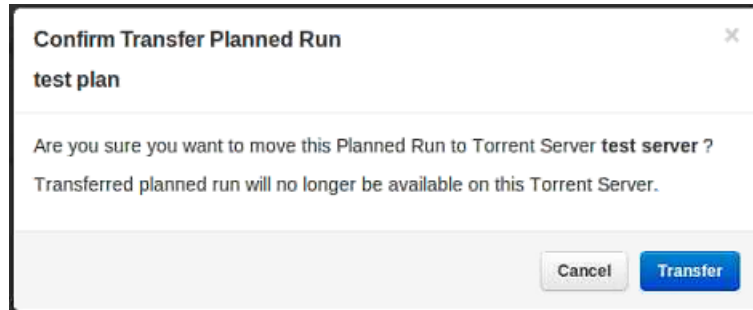 Confirm Transfer Planned Run
×
test plan
Are you sure you want to move this Planned Run to Torrent Server test server ?
Transferred planned run will no longer be available on this Torrent Server.
Cancel
Transfer